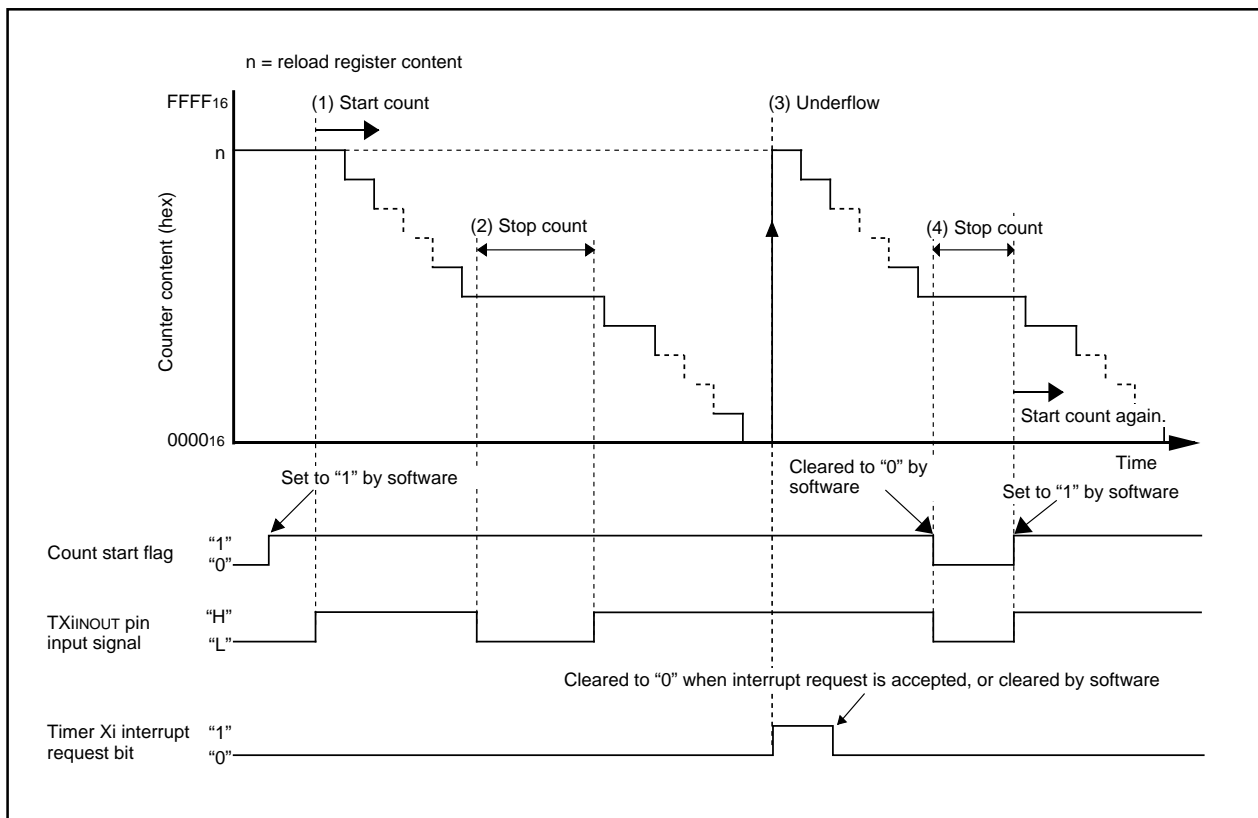 n = reload register content
FFFF16
(1) Start count
(3) Underflow
n
Counter content (hex)
(2) Stop count
(4) Stop count
Start count again.
000016
Time
Set to “1” by software
Cleared to “0” by
software
Set to “1” by software
Count start flag
“1”
“0”
TXiINOUT pin
input signal
“H”
“L”
Cleared to “0” when interrupt request is accepted, or cleared by software
Timer Xi interrupt
request bit
“1”
“0”